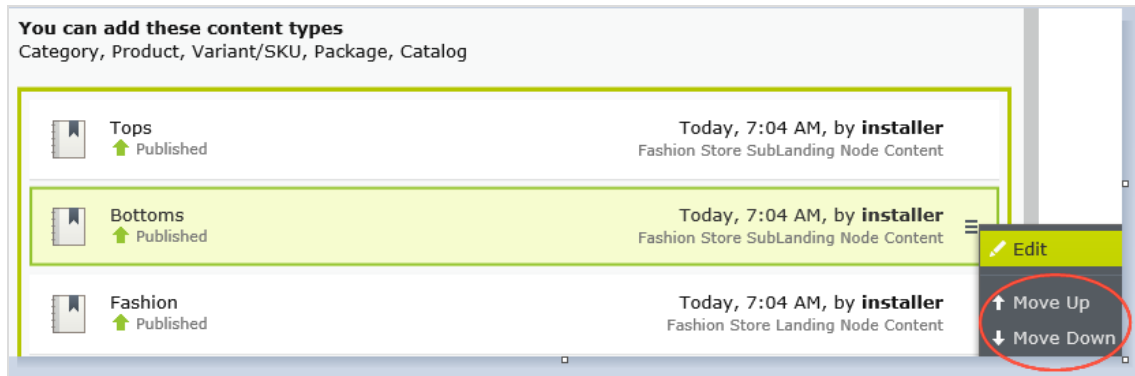 You can add these content types
Category, Product, Variant/SKU, Package, Catalog
Tops
Today, 7:04 AM, by installer
Published
Fashion Store SubLanding Node Content
Bottoms
Today, 7:04 AM, by installer
Published
Fashion Store SubLanding Node Content
Edit
Fashion
Today, 7:04 AM, by installer
Move Up
Published
Fashion Store Landing Node Content
Move Down